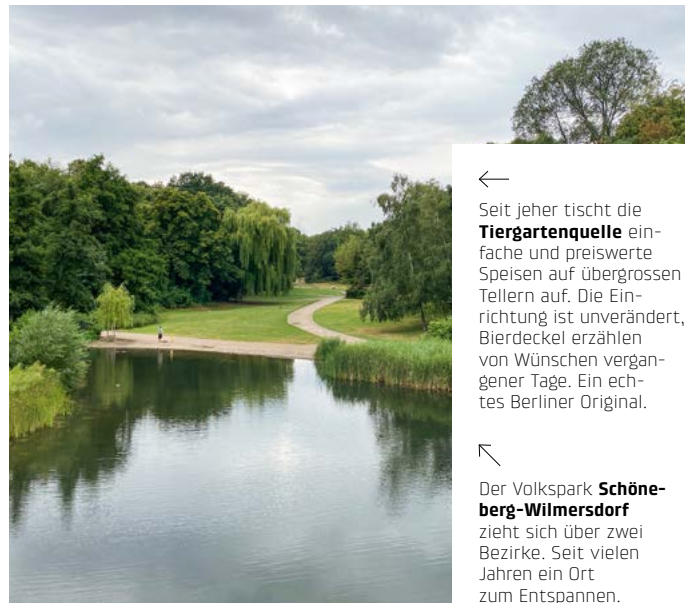 ←
Seit jeher tischt die
Tiergartenquelle ein-
fache und preiswerte
Speisen auf übergrossen
Tellern auf. Die Ein-
richtung ist unverändert,
Bierdeckel erzählen
von Wünschen vergan-
gener Tage. Ein ech-
tes Berliner Original.
↖
Der Volkspark Schöne-
berg-Wilmersdorf
zieht sich über zwei
Bezirke. Seit vielen
Jahren ein Ort
zum Entspannen.